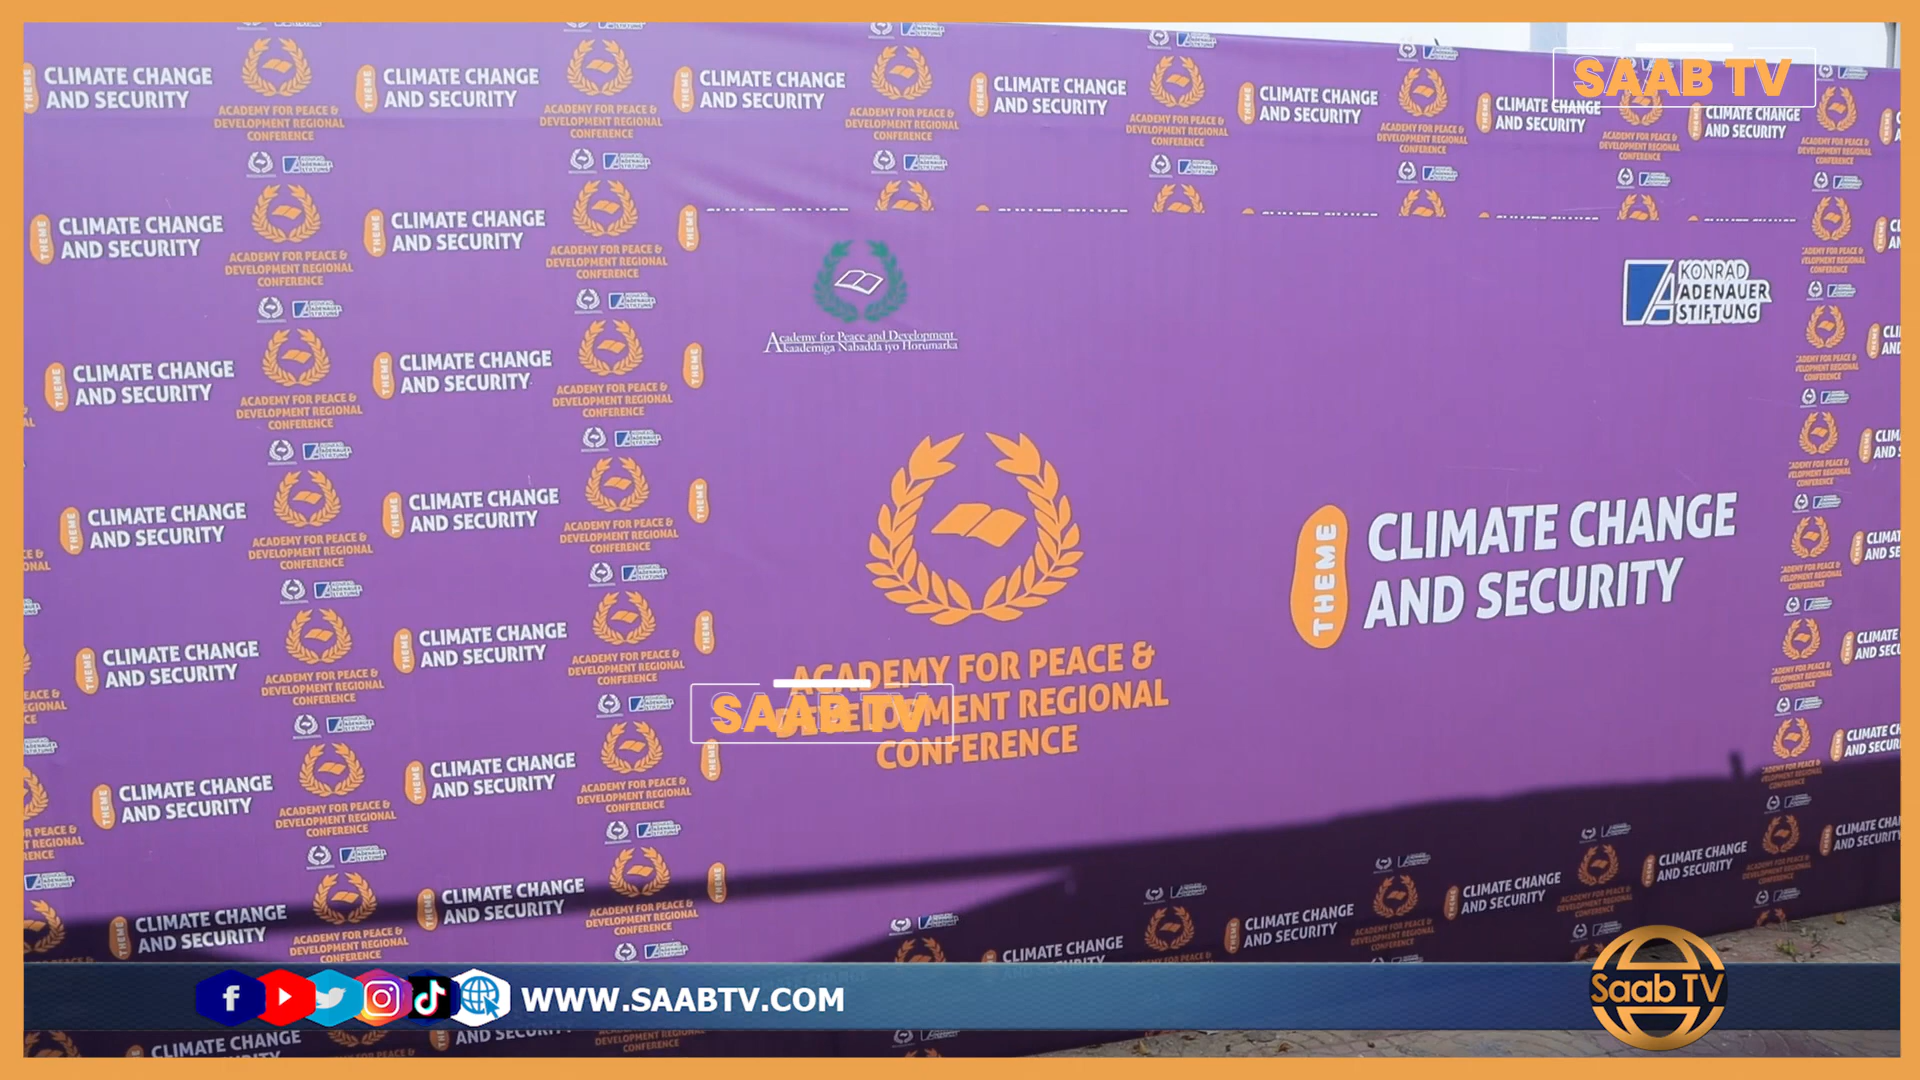 SAAB TV
CLIMATE CHANGE
AND SECURITY
THEME
ACADEMY FOR PEACE &
DEVELOPMENT REGIONAL
CONFERENCE
Academy for Peace and Development
Akaademiga Nabadda iyo Horumarka
KONRAD
ADENAUER
STIFTUNG
THEME
CLIMATE CHANGE
AND SECURITY
ACADEMY FOR PEACE &
DEVELOPMENT REGIONAL
CONFERENCE
SAAB TV
WWW.SAABTV.COM
Saab TV